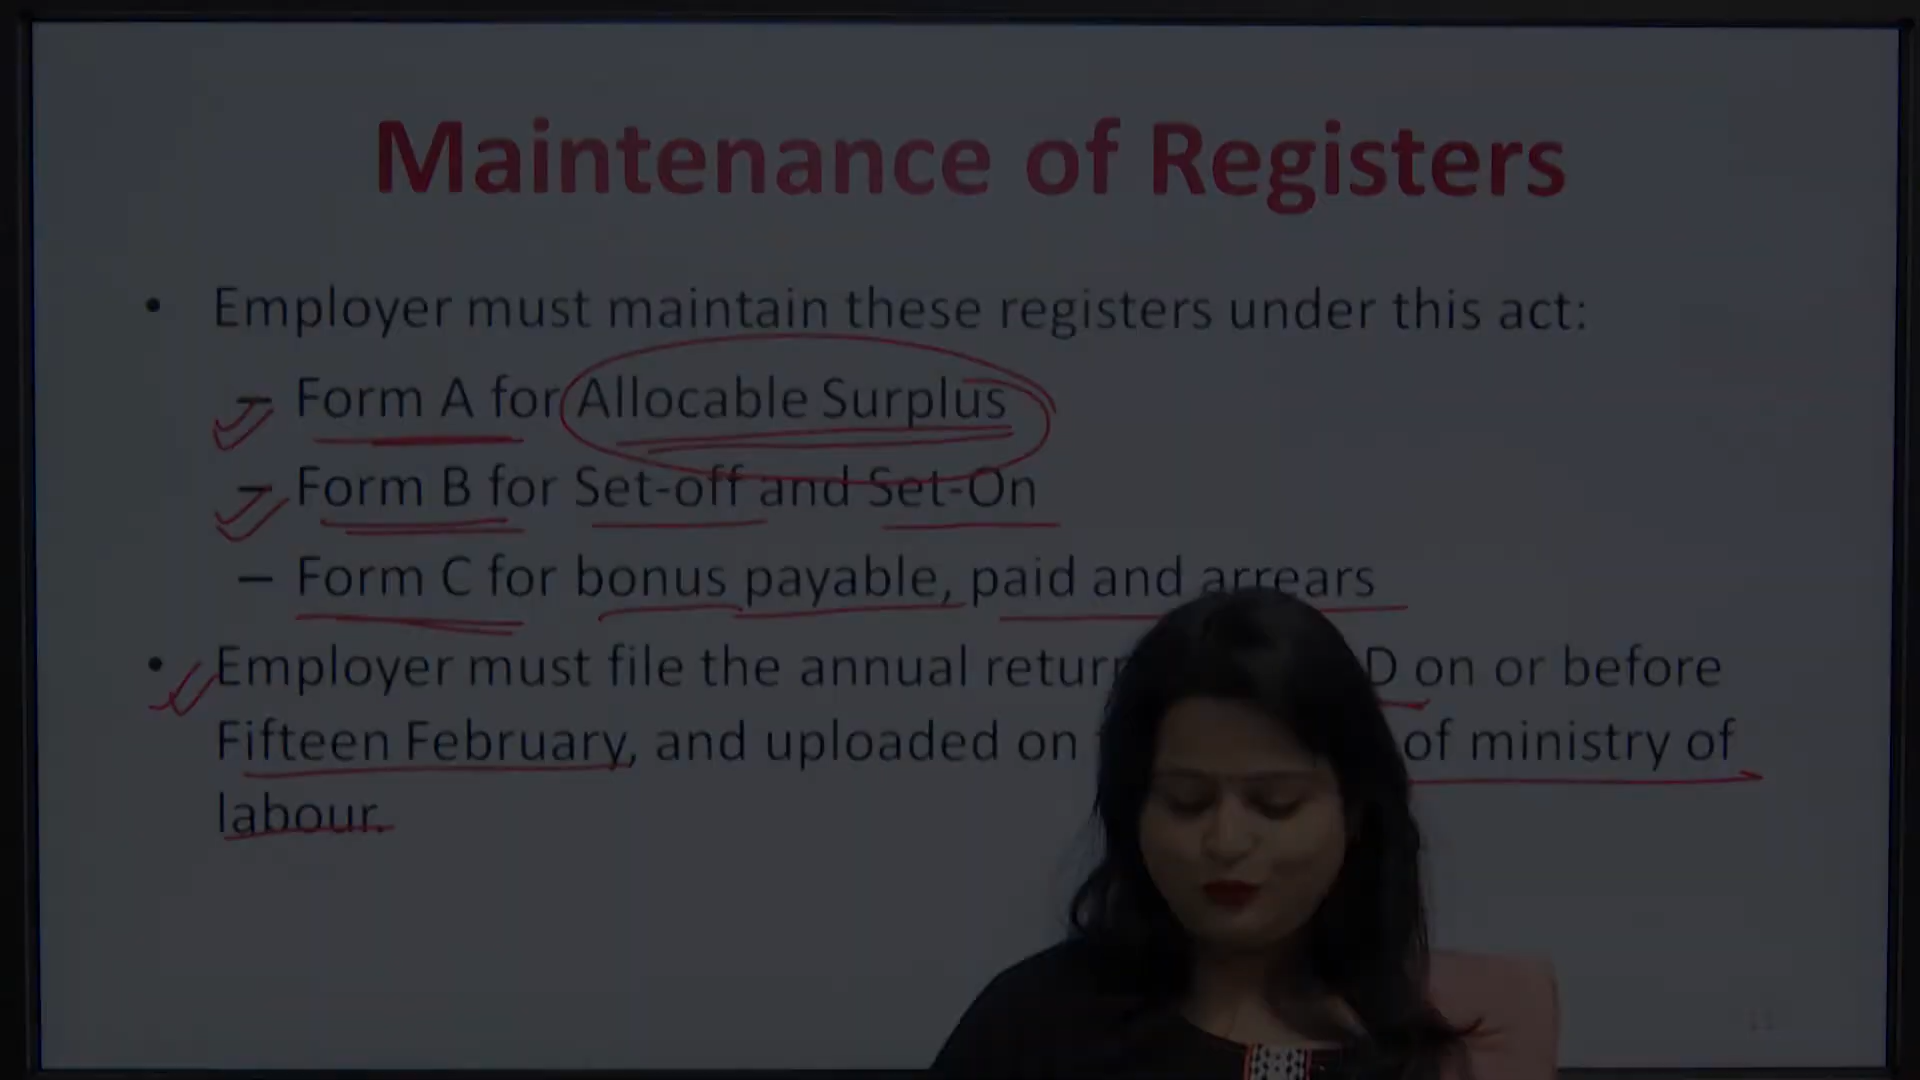 Maintenance of Registers
• Employer must maintain these registers under this act:
– Form A for Allocable Surplus
– Form B for Set-off and Set-On
– Form C for bonus payable, paid and arrears
• Employer must file the annual D on or before
Fifteen February, and uploaded on of ministry of
labour.
11